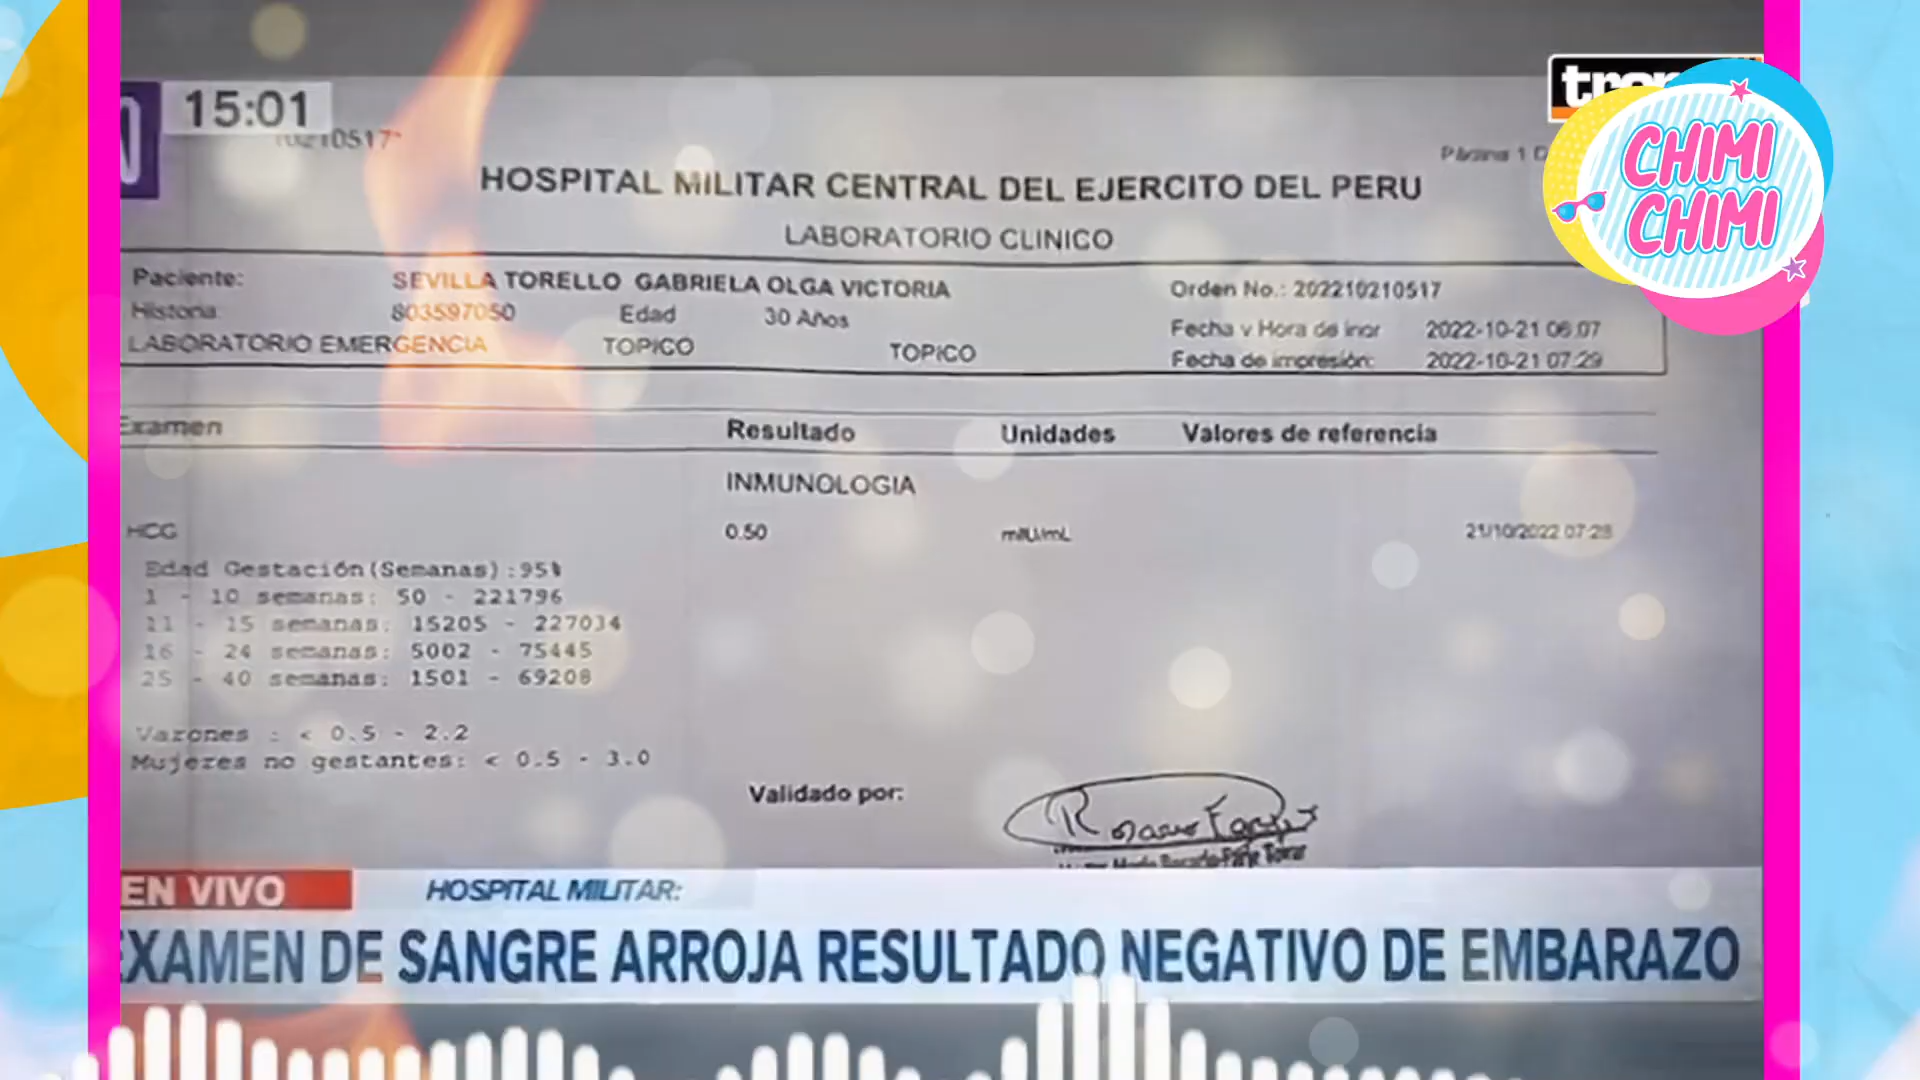 15:01
CHIMI
CHIMI
HOSPITAL MILITAR CENTRAL DEL EJERCITO DEL PERU
LABORATORIO CLINICO
Página 1
Paciente: SEVILLA TORELLO GABRIELA OLGA VICTORIA Orden No.: 202210210517
Historia: 803597050 Edad 30 Años Fecha y Hora de 2022-10-21 06:07
LABORATORIO EMERGENCIA TOPICO TOPICO Fecha de impresión: 2022-10-21 07:29
Examen Resultado Unidades Valores de referencia
INMUNOLOGIA
HCG 0.50 mIU/mL 21/10/2022 07:28
Edad Gestación(Semanas):95%
1 - 10 semanas: 50 - 221796
11 - 15 semanas: 15205 - 227034
16 - 24 semanas: 5002 - 75445
25 - 40 semanas: 1501 - 69208
Varones : < 0.5 - 2.2
Mujeres no gestantes: < 0.5 - 3.0
Validado por:
EN VIVO HOSPITAL MILITAR:
EXAMEN DE SANGRE ARROJA RESULTADO NEGATIVO DE EMBARAZO